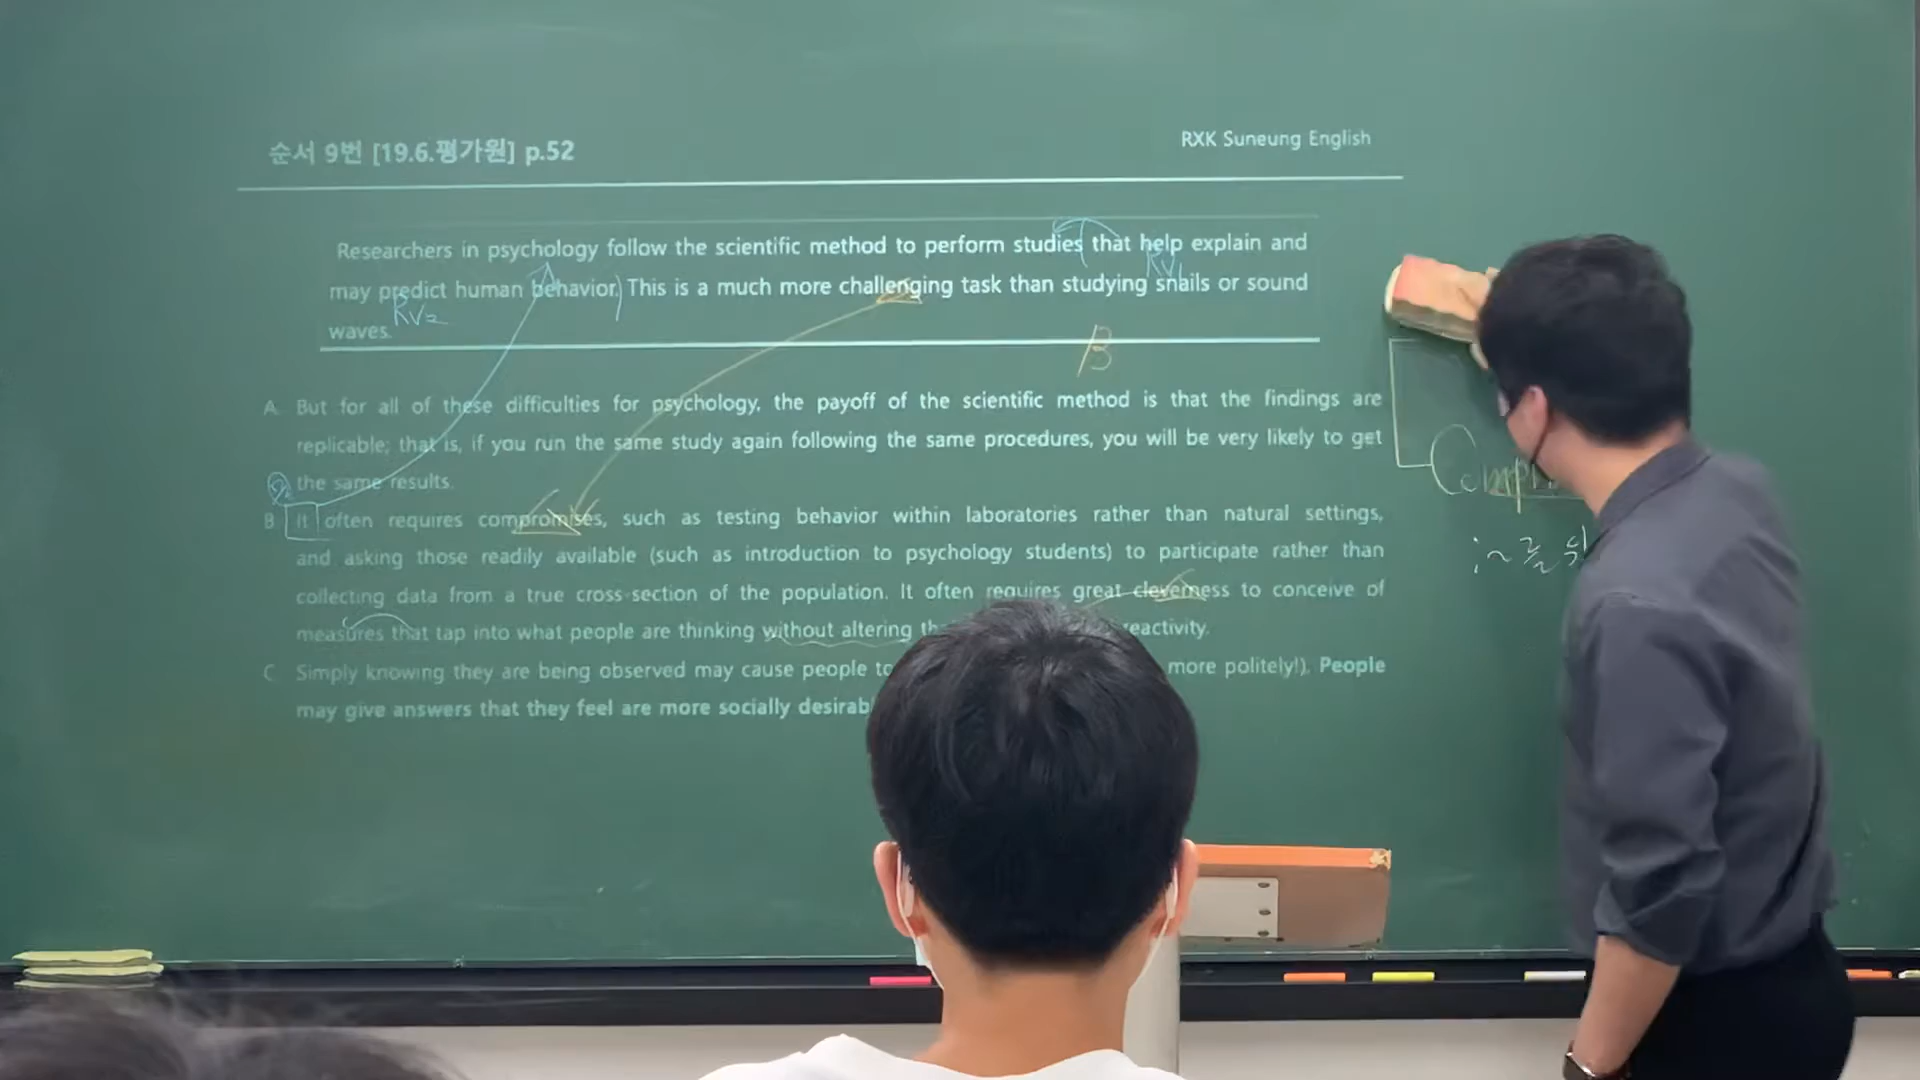 순서 9번 [19.6.평가원] p.52
RXK Suneung English
Researchers in psychology follow the scientific method to perform studies that help explain and
RV1
may predict human behavior. This is a much more challenging task than studying snails or sound
RV2
waves.
B
A. But for all of these difficulties for psychology, the payoff of the scientific method is that the findings are
replicable; that is, if you run the same study again following the same procedures, you will be very likely to get
the same results.
B It often requires compromises, such as testing behavior within laboratories rather than natural settings,
and asking those readily available (such as introduction to psychology students) to participate rather than
collecting data from a true cross-section of the population. It often requires great cleverness to conceive of
measures that tap into what people are thinking without altering reactivity.
C Simply knowing they are being observed may cause people to more politely!). People
may give answers that they feel are more socially
Comp